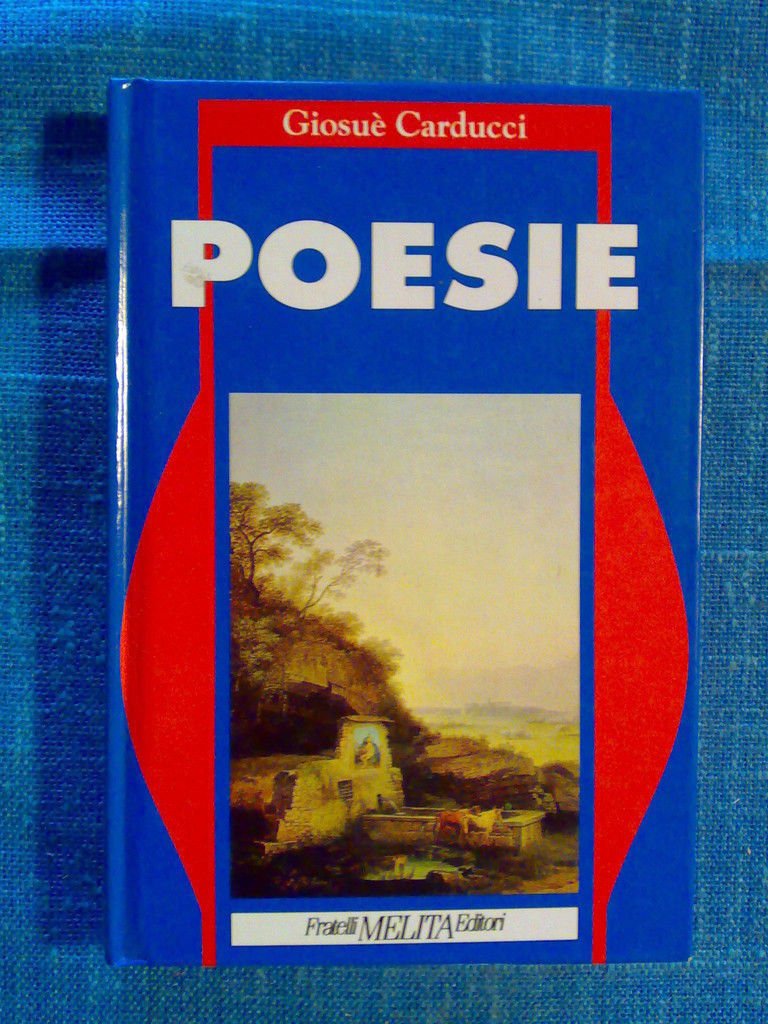 Giosuè Carducci
POESIE
Fratelli MELITA Editori